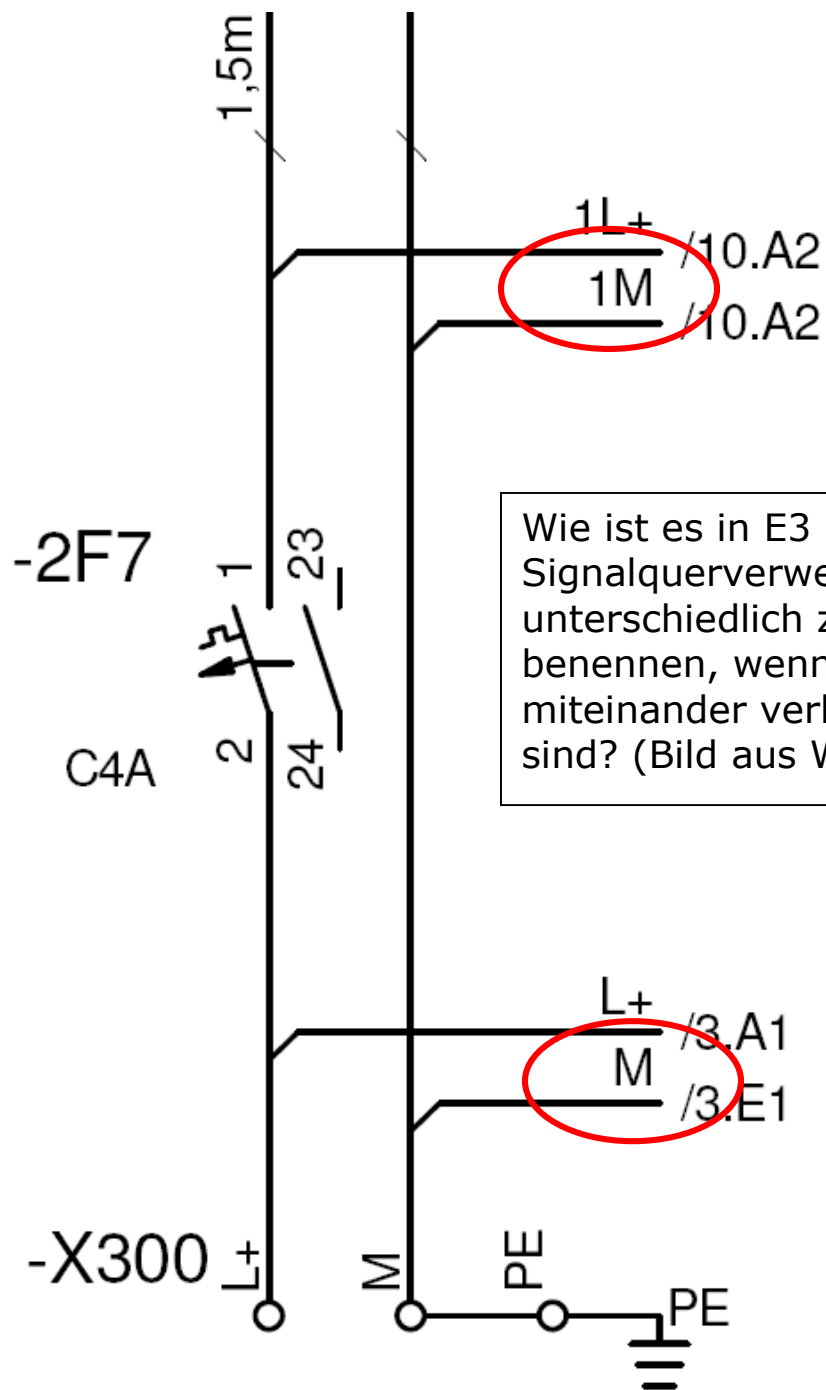 1,5m
1L+ /10.A2
1M /10.A2
-2F7 1 23
2 24
C4A
Wie ist es in E3
Signalquerverwe
unterschiedlich z
benennen, wenn
miteinander verl
sind? (Bild aus W
L+ /3.A1
M /3.E1
-X300 L+ M PE PE